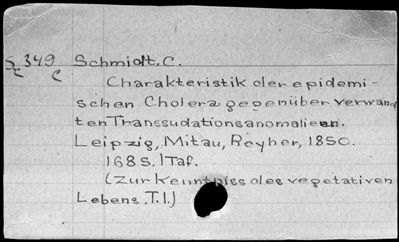 Sc 349 c Schmidt, C.
Charakteristik der epidemi-
schen Cholera gegenüber verwand
ten Transsudationsanomalieen.
Leipzig, Mitau, Reyher, 1850.
168 S. 1 Taf.
(Zur Kenntniss des vegetativen
Lebens. T.1.)